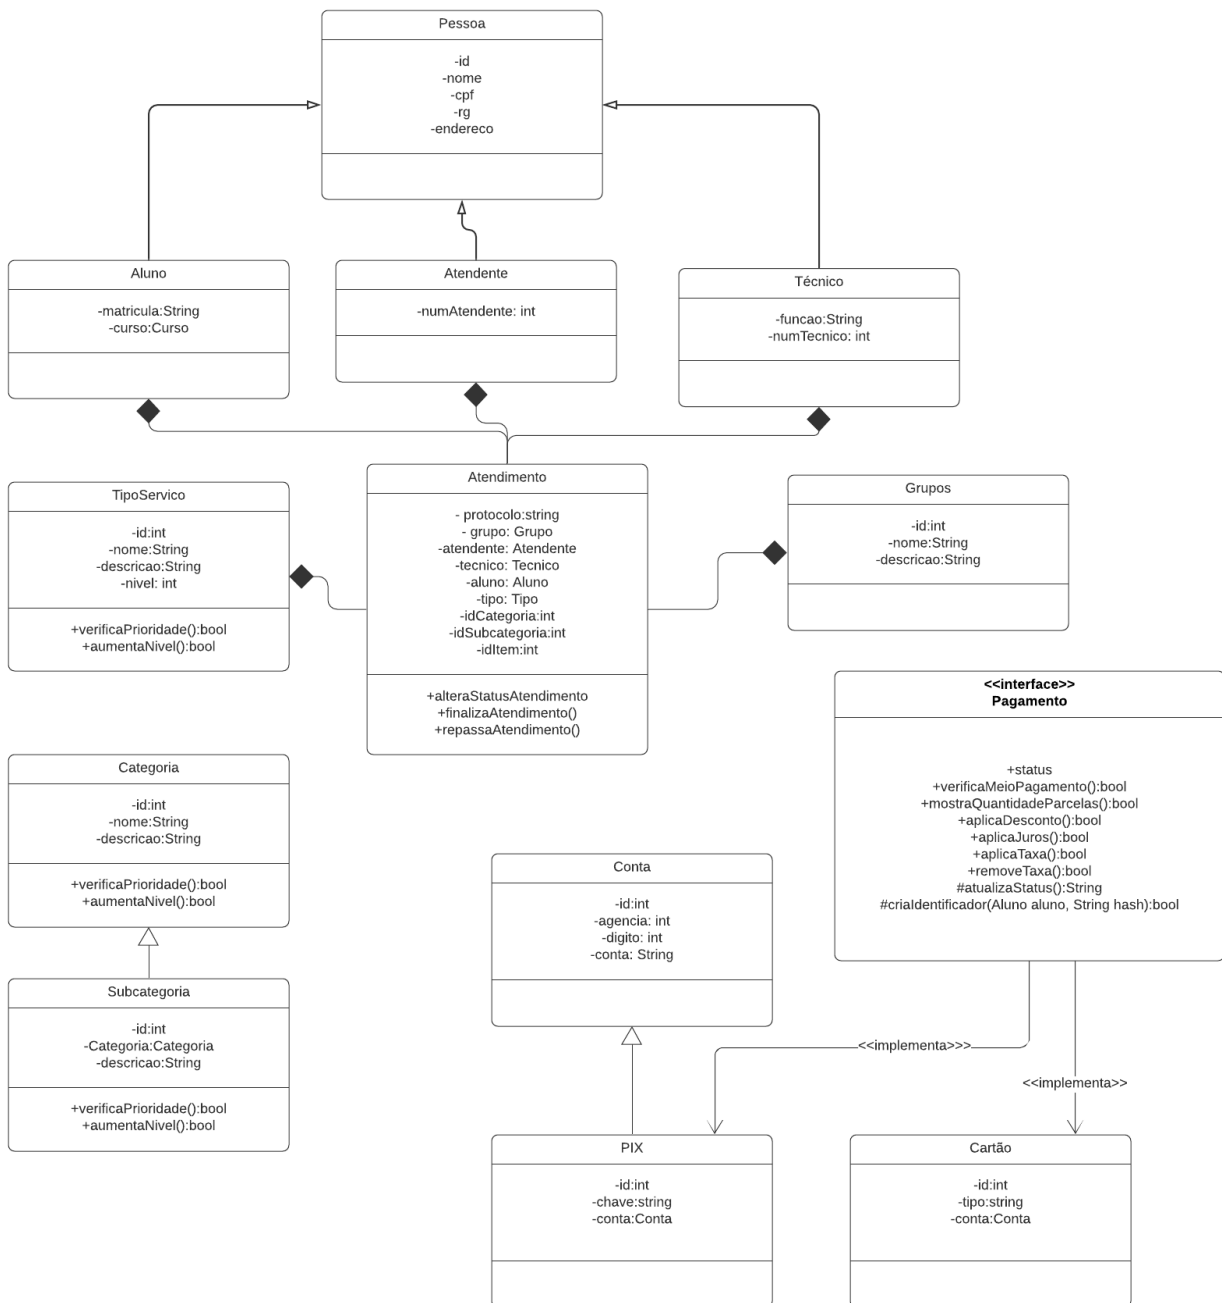 Pessoa
-id
-nome
-cpf
-rg
-endereco
Aluno
-matricula:String
-curso:Curso
Atendente
-numAtendente: int
Técnico
-funcao:String
-numTecnico: int
TipoServico
-id:int
-nome:String
-descricao:String
-nivel: int
+verificaPrioridade():bool
+aumentaNivel():bool
Atendimento
- protocolo:string
- grupo: Grupo
-atendente: Atendente
-tecnico: Tecnico
-aluno: Aluno
-tipo: Tipo
-idCategoria:int
-idSubcategoria:int
-idItem:int
+alteraStatusAtendimento
+finalizaAtendimento()
+repassaAtendimento()
Grupos
-id:int
-nome:String
-descricao:String
<<interface>>
Pagamento
+status
+verificaMeioPagamento():bool
+mostraQuantidadeParcelas():bool
+aplicaDesconto():bool
+aplicaJuros():bool
+aplicaTaxa():bool
+removeTaxa():bool
#atualizaStatus():String
#criaIdentificador(Aluno aluno, String hash):bool
Categoria
-id:int
-nome:String
-descricao:String
+verificaPrioridade():bool
+aumentaNivel():bool
Subcategoria
-id:int
-Categoria:Categoria
-descricao:String
+verificaPrioridade():bool
+aumentaNivel():bool
Conta
-id:int
-agencia: int
-digito: int
-conta: String
<<implementa>>>
<<implementa>>
PIX
-id:int
-chave:string
-conta:Conta
Cartão
-id:int
-tipo:string
-conta:Conta